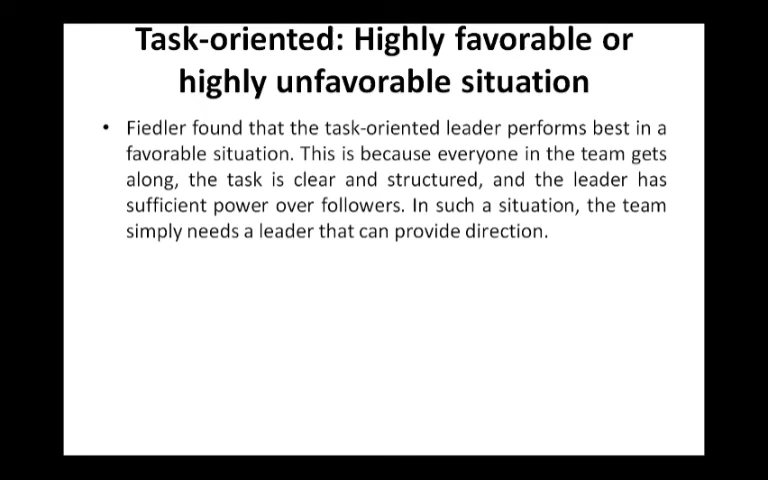 Task-oriented: Highly favorable or
highly unfavorable situation
• Fiedler found that the task-oriented leader performs best in a
favorable situation. This is because everyone in the team gets
along, the task is clear and structured, and the leader has
sufficient power over followers. In such a situation, the team
simply needs a leader that can provide direction.